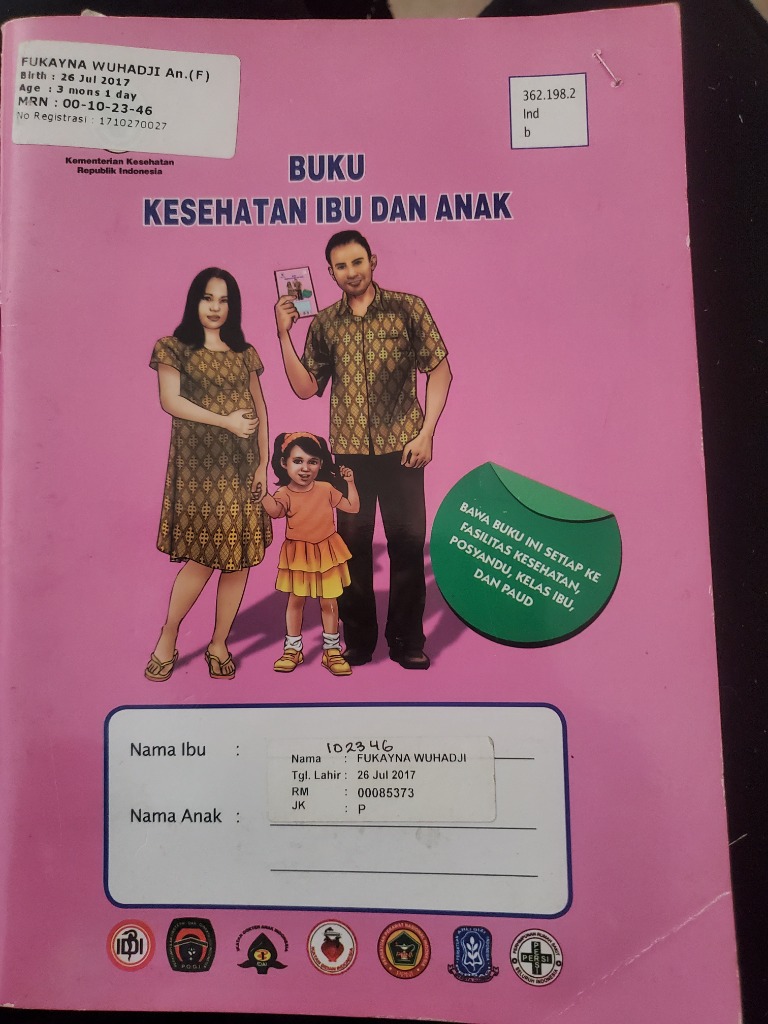 FUKAYNA WUHADJI An.(F)
Birth : 26 Jul 2017
Age : 3 mons 1 day
MRN : 00-10-23-46
No Registrasi : 1710270027
Kementerian Kesehatan
Republik Indonesia
362.198.2
Ind
b
BUKU
KESEHATAN IBU DAN ANAK
BAWA BUKU INI SETIAP KE
FASILITAS KESEHATAN,
POSYANDU, KELAS IBU,
DAN PAUD
Nama Ibu :
102346
Nama : FUKAYNA WUHADJI
Tgl. Lahir : 26 Jul 2017
RM : 00085373
JK : P
Nama Anak :
IDI
POGI
IDAI
PERSI